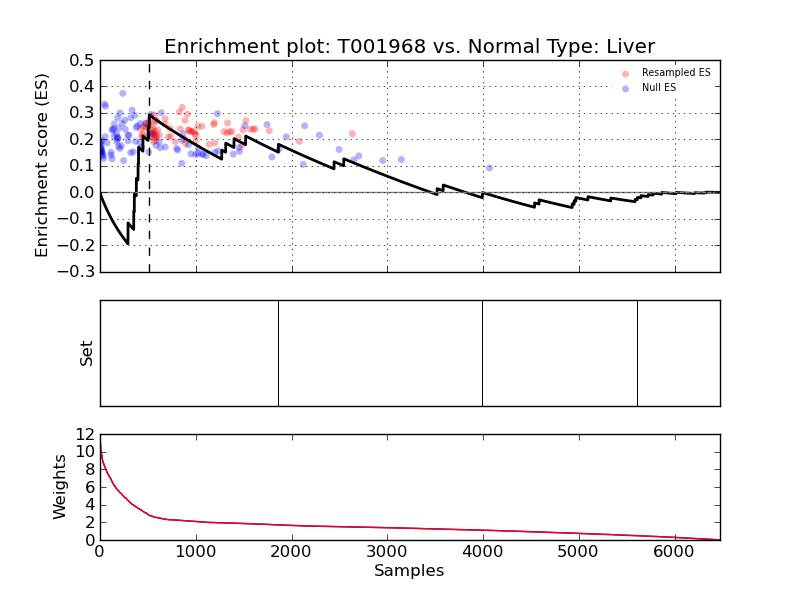 Enrichment plot: T001968 vs. Normal Type: Liver
Enrichment score (ES)
0.5
0.4
0.3
0.2
0.1
0.0
−0.1
−0.2
−0.3
Resampled ES
Null ES
Set
Weights
12
10
8
6
4
2
0
0 1000 2000 3000 4000 5000 6000
Samples